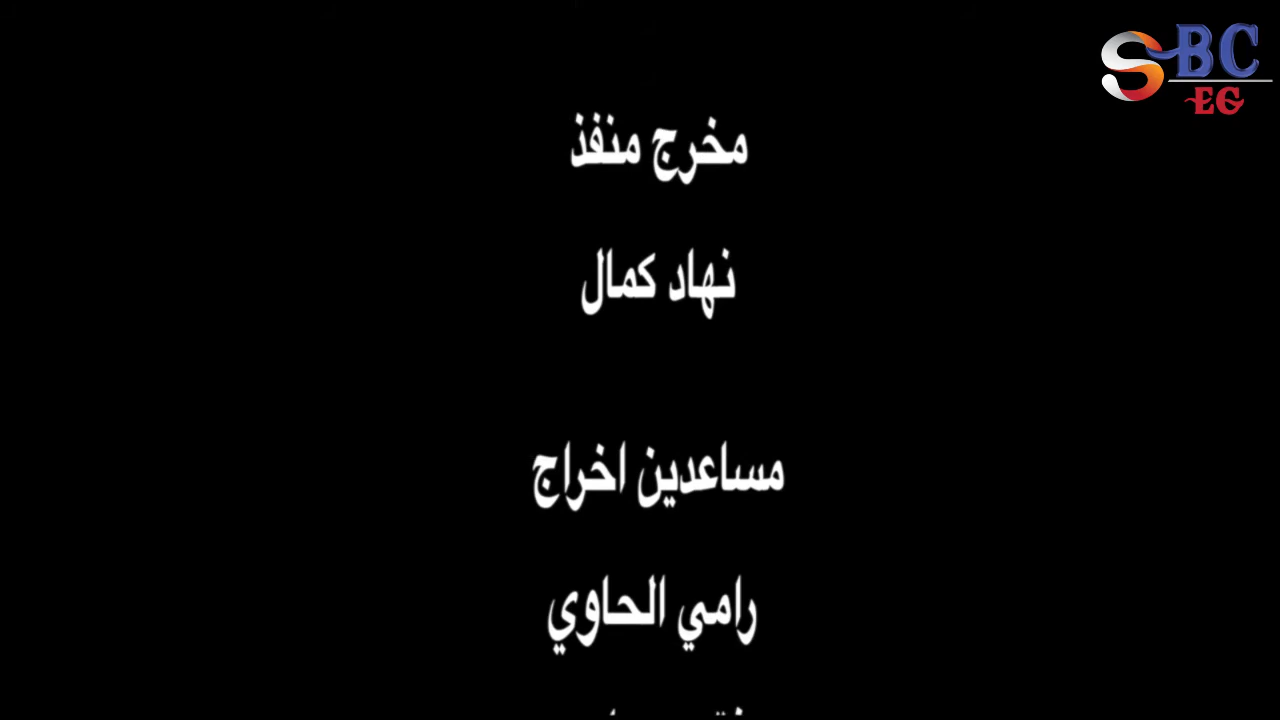 SBC
EG
مخرج منفذ
نهاد كمال
مساعدين اخراج
رامي الحاوي